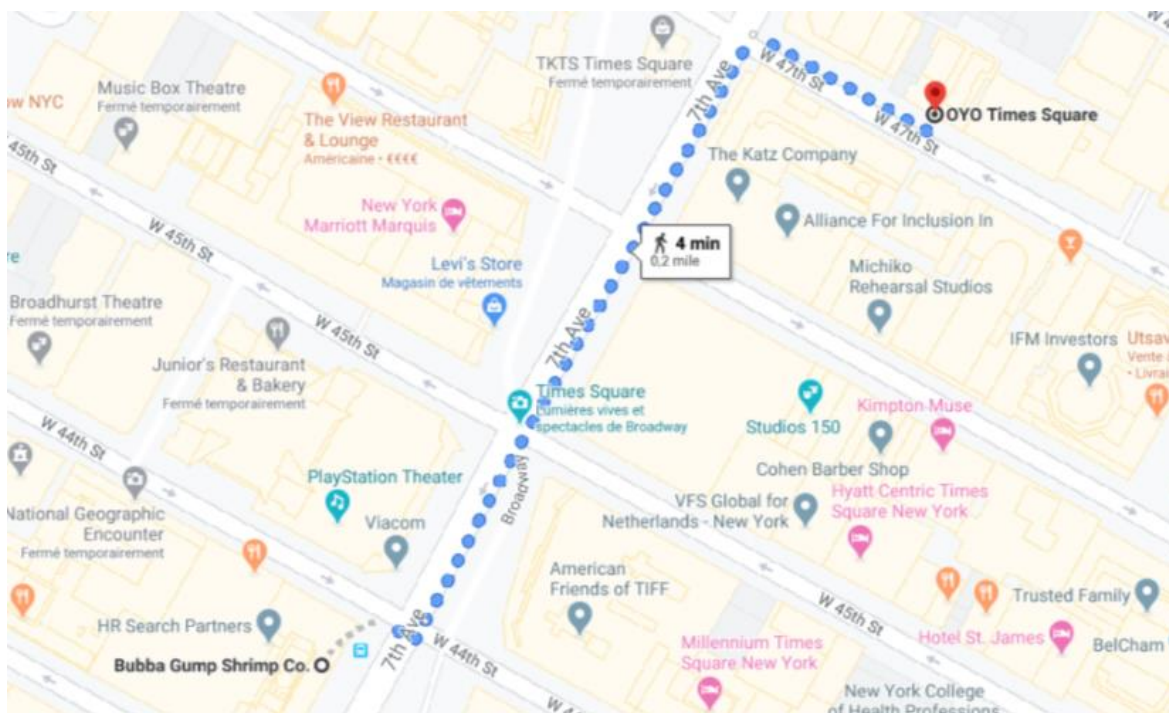 W 4
TKTS Times Square
Fermé temporairement
7th Ave
W 47th St
OYO Times Square
W 47th St
Music Box Theatre
Fermé temporairement
ow NYC
The View Restaurant
& Lounge
Américaine • €€€€
45th St
The Katz Company
New York
Marriott Marquis
Alliance For Inclusion In
4 min
0,2 mile
W 45th St
re
Levi's Store
Magasin de vêtements
Michiko
Rehearsal Studios
Broadhurst Theatre
Fermé temporairement
W 45th St
7th Ave
IFM Investors
Utsav
Vente
• Livrai
Junior's Restaurant
& Bakery
Fermé temporairement
Times Square
Lumières vives et
spectacles de Broadway
Studios 150
Kimpton Muse
W 44th St
PlayStation Theater
Broadway
Cohen Barber Shop
VFS Global for
Netherlands - New York
Hyatt Centric Times
Square New York
National Geographic
Encounter
Fermé temporairement
Viacom
American
Friends of TIFF
W 45th St
Trusted Family
HR Search Partners
7th Ave
W 44th St
Hotel St. James
BelCham
Bubba Gump Shrimp Co.
Millennium Times
Square New York
New York College
of Health Professions
W 44
W 4